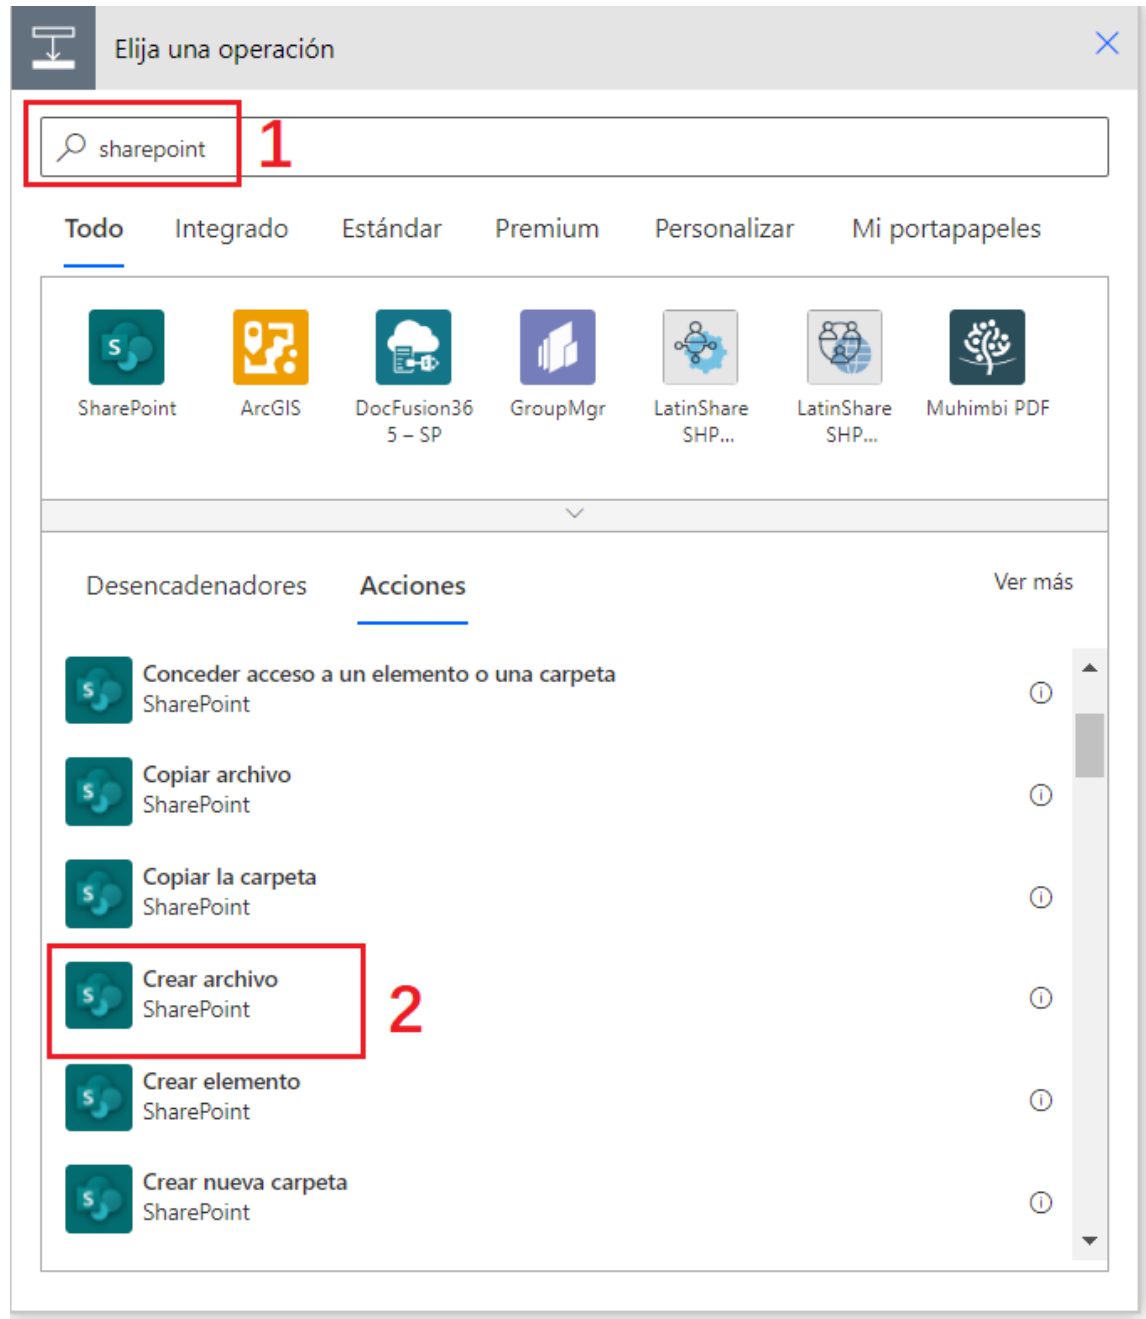 Elija una operación
sharepoint
1
Todo Integrado Estándar Premium Personalizar Mi portapapeles
SharePoint ArcGIS DocFusion36 GroupMgr LatinShare LatinShare Muhimbi PDF
5 – SP SHP... SHP...
Desencadenadores Acciones Ver más
Conceder acceso a un elemento o una carpeta
SharePoint
Copiar archivo
SharePoint
Copiar la carpeta
SharePoint
Crear archivo
SharePoint
2
Crear elemento
SharePoint
Crear nueva carpeta
SharePoint